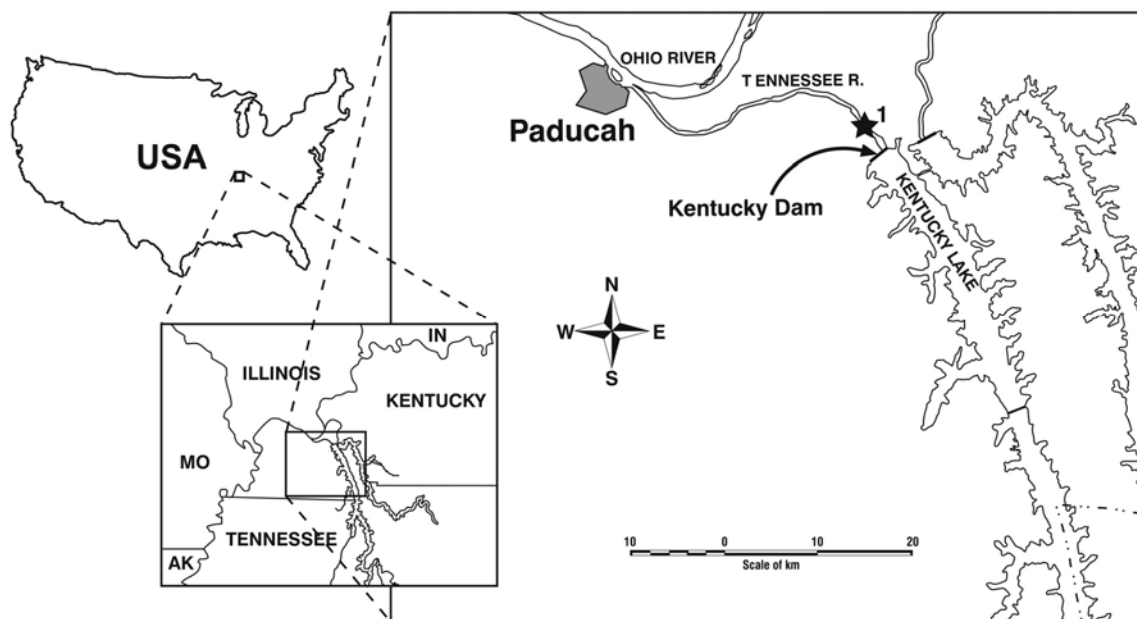 USA
OHIO RIVER
TENNESSEE R.
1
Paducah
Kentucky Dam
KENTUCKY LAKE
N
W
E
S
IN
ILLINOIS
KENTUCKY
MO
TENNESSEE
AK
10 0 10 20
Scale of km